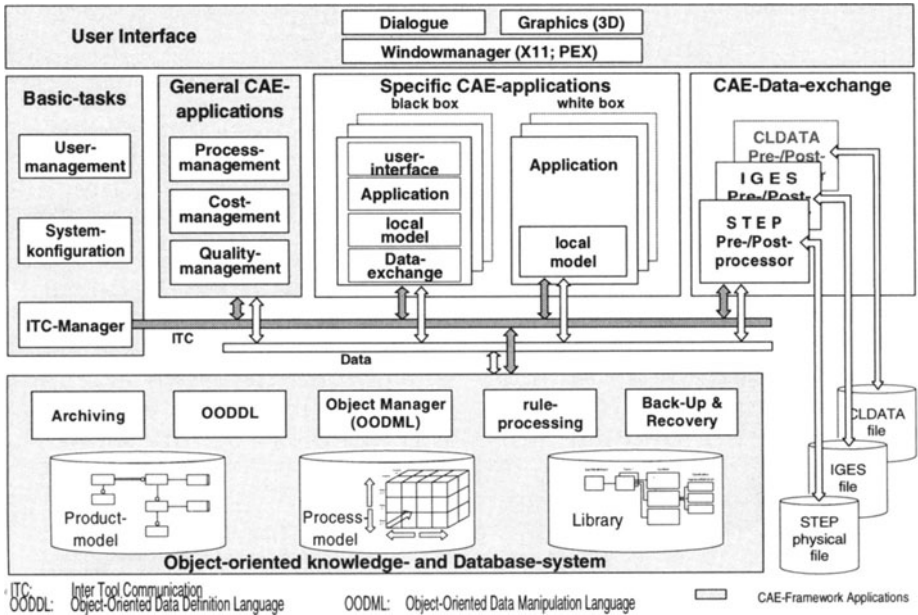 User Interface
Dialogue
Graphics (3D)
Windowmanager (X11; PEX)
Basic-tasks
User-
management
System-
konfiguration
ITC-Manager
General CAE-
applications
Process-
management
Cost-
management
Quality-
management
Specific CAE-applications
black box
user-
interface
Application
local
model
Data-
exchange
white box
Application
local
model
CAE-Data-exchange
CLDATA
Pre-/Post-
I G E S
Pre-/Post-
S T E P
Pre-/Post-
processor
ITC
Data
Archiving
OODDL
Object Manager
(OODML)
rule-
processing
Back-Up &
Recovery
Product-
model
Process
model
Library
CLDATA
file
IGES
file
STEP
physical
file
Object-oriented knowledge- and Database-system
ITC: Inter Tool Communication
OODDL: Object-Oriented Data Definition Language
OODML: Object-Oriented Data Manipulation Language
CAE-Framework Applications